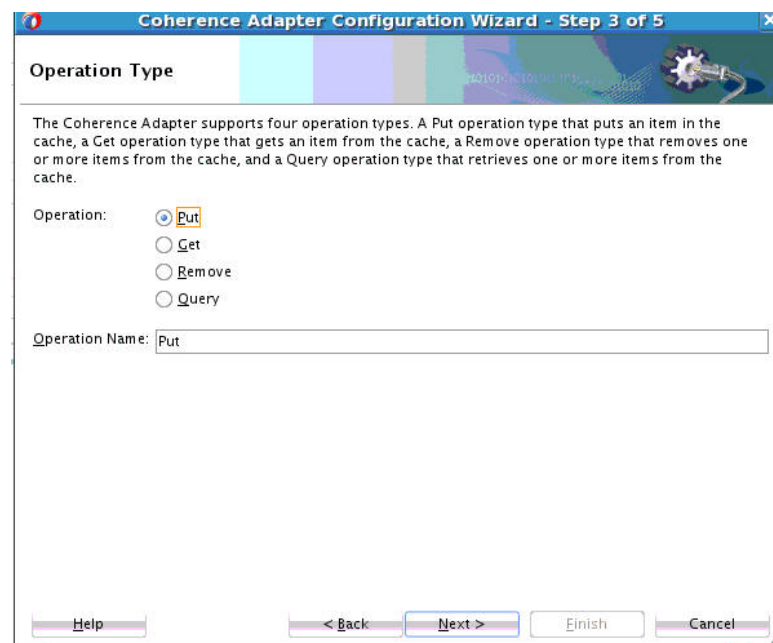 Coherence Adapter Configuration Wizard - Step 3 of 5
Operation Type
The Coherence Adapter supports four operation types. A Put operation type that puts an item in the
cache, a Get operation type that gets an item from the cache, a Remove operation type that removes one
or more items from the cache, and a Query operation type that retrieves one or more items from the
cache.
Operation:
Put
Get
Remove
Query
Operation Name: Put
Help < Back Next > Finish Cancel